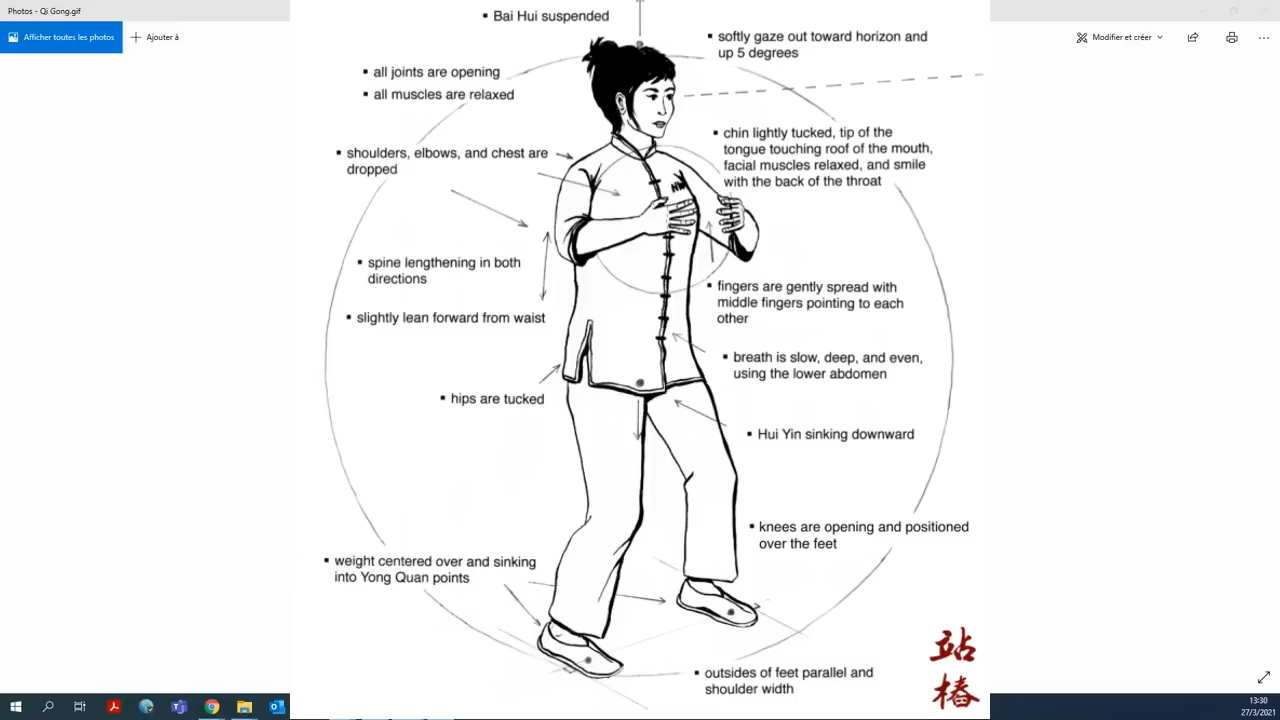 Photos - Qi Gong.gif
Afficher toutes les photos
Ajouter à
Modifier et créer
▪ Bai Hui suspended
▪ softly gaze out toward horizon and
up 5 degrees
▪ all joints are opening
▪ all muscles are relaxed
▪ chin lightly tucked, tip of the
tongue touching roof of the mouth,
facial muscles relaxed, and smile
with the back of the throat
▪ shoulders, elbows, and chest are
dropped
NW
▪ spine lengthening in both
directions
▪ fingers are gently spread with
middle fingers pointing to each
other
▪ slightly lean forward from waist
▪ breath is slow, deep, and even,
using the lower abdomen
▪ hips are tucked
▪ Hui Yin sinking downward
▪ knees are opening and positioned
over the feet
▪ weight centered over and sinking
into Yong Quan points
▪ outsides of feet parallel and
shoulder width
站
樁
13:30
27/3/2021